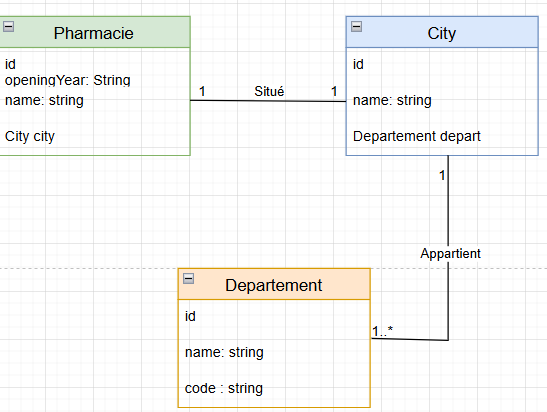 Pharmacie
id
openingYear: String
name: string
City city
1
Situé
1
City
id
name: string
Departement depart
1
Appartient
1..*
Departement
id
name: string
code : string